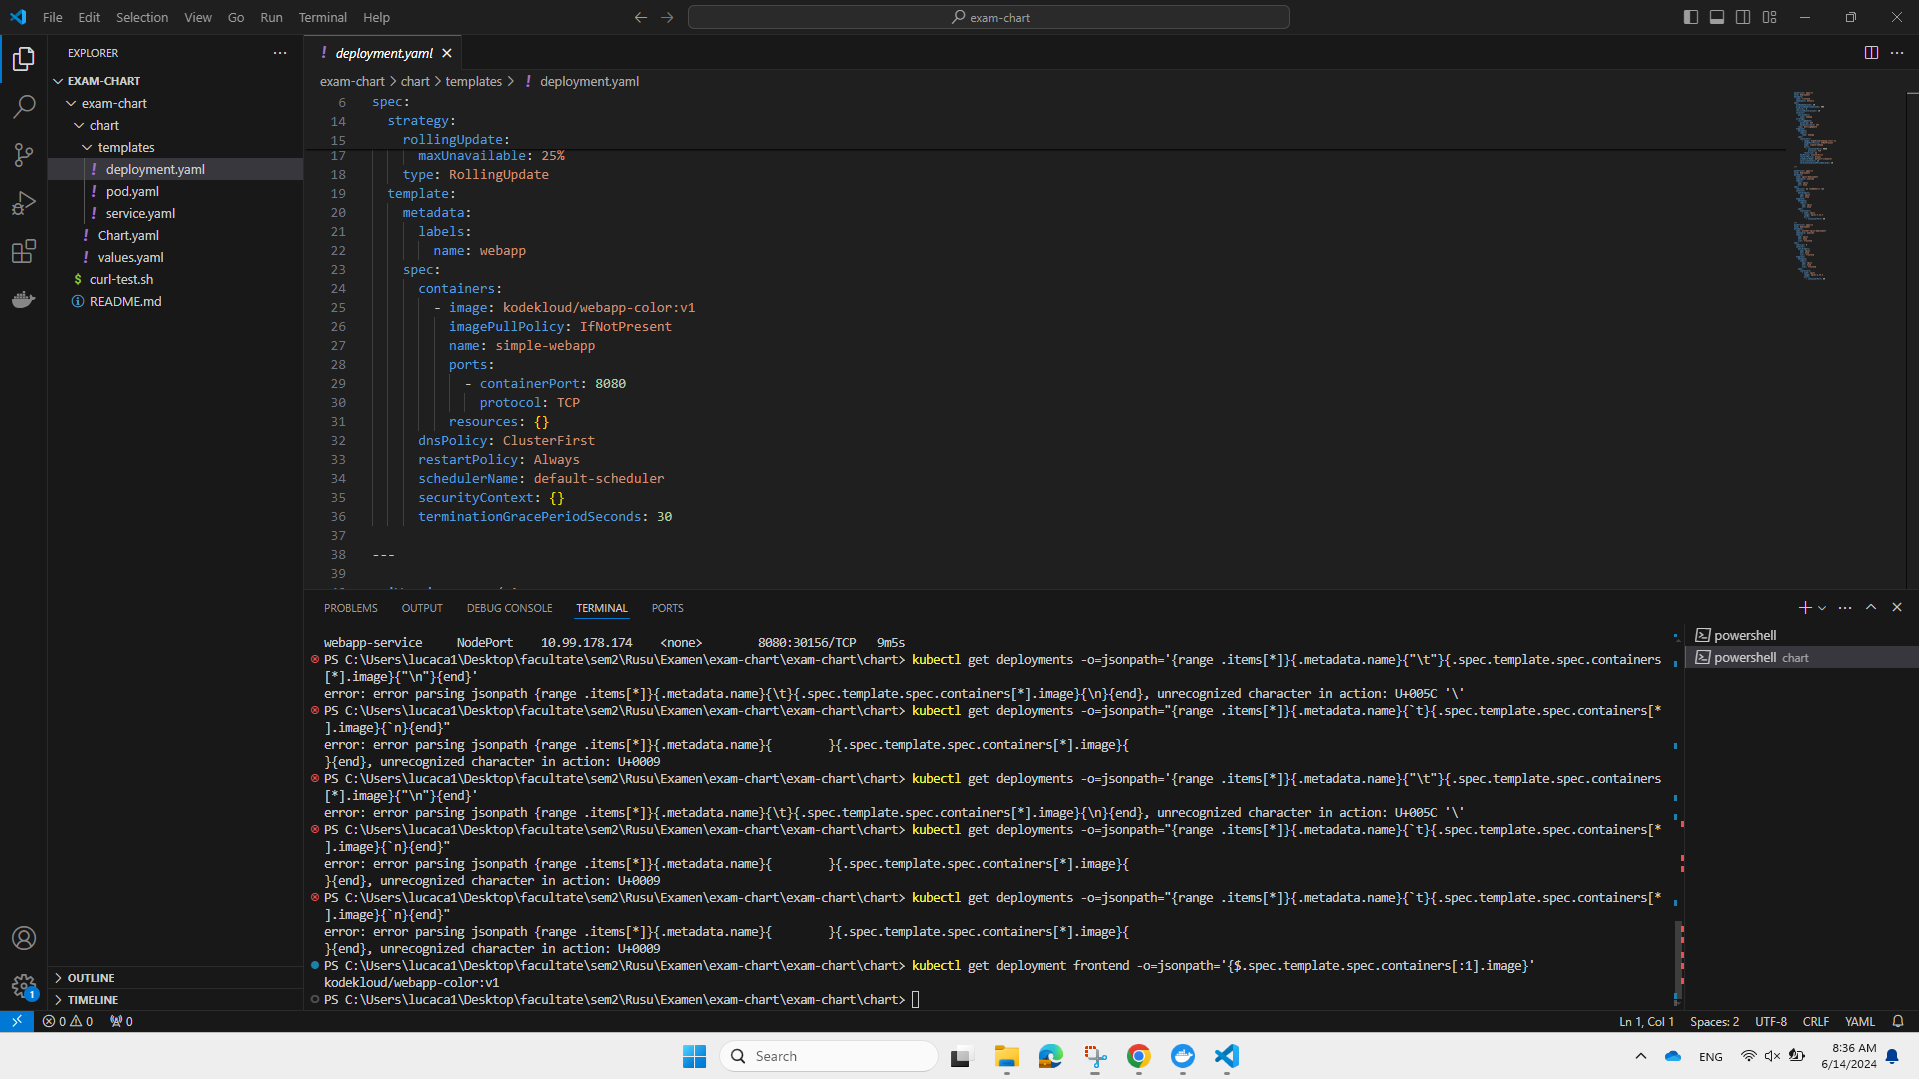 File Edit Selection View Go Run Terminal Help
exam-chart
EXPLORER
EXAM-CHART
exam-chart
chart
templates
! deployment.yaml
! pod.yaml
! service.yaml
! Chart.yaml
! values.yaml
$ curl-test.sh
README.md
OUTLINE
TIMELINE
! deployment.yaml
exam-chart > chart > templates > ! deployment.yaml
6 spec:
14 strategy:
15 rollingUpdate:
17 maxUnavailable: 25%
18 type: RollingUpdate
19 template:
20 metadata:
21 labels:
22 name: webapp
23 spec:
24 containers:
25 - image: kodekloud/webapp-color:v1
26 imagePullPolicy: IfNotPresent
27 name: simple-webapp
28 ports:
29 - containerPort: 8080
30 protocol: TCP
31 resources: {}
32 dnsPolicy: ClusterFirst
33 restartPolicy: Always
34 schedulerName: default-scheduler
35 securityContext: {}
36 terminationGracePeriodSeconds: 30
37
38 ---
39
PROBLEMS OUTPUT DEBUG CONSOLE TERMINAL PORTS
webapp-service NodePort 10.99.178.174 <none> 8080:30156/TCP 9m5s
PS C:\Users\lucaca1\Desktop\facultate\sem2\Rusu\Examen\exam-chart\exam-chart\chart> kubectl get deployments -o=jsonpath='{range .items[*]}{.metadata.name}{"\t"}{.spec.template.spec.containers
[*].image}{"\n"}{end}'
error: error parsing jsonpath {range .items[*]}{.metadata.name}{\t}{.spec.template.spec.containers[*].image}{\n}{end}, unrecognized character in action: U+005C '\'
PS C:\Users\lucaca1\Desktop\facultate\sem2\Rusu\Examen\exam-chart\exam-chart\chart> kubectl get deployments -o=jsonpath="{range .items[*]}{.metadata.name}{`t}{.spec.template.spec.containers[*
].image}{`n}{end}"
error: error parsing jsonpath {range .items[*]}{.metadata.name}{ }{.spec.template.spec.containers[*].image}{
}{end}, unrecognized character in action: U+0009
PS C:\Users\lucaca1\Desktop\facultate\sem2\Rusu\Examen\exam-chart\exam-chart\chart> kubectl get deployments -o=jsonpath='{range .items[*]}{.metadata.name}{"\t"}{.spec.template.spec.containers
[*].image}{"\n"}{end}'
error: error parsing jsonpath {range .items[*]}{.metadata.name}{\t}{.spec.template.spec.containers[*].image}{\n}{end}, unrecognized character in action: U+005C '\'
PS C:\Users\lucaca1\Desktop\facultate\sem2\Rusu\Examen\exam-chart\exam-chart\chart> kubectl get deployments -o=jsonpath="{range .items[*]}{.metadata.name}{`t}{.spec.template.spec.containers[*
].image}{`n}{end}"
error: error parsing jsonpath {range .items[*]}{.metadata.name}{ }{.spec.template.spec.containers[*].image}{
}{end}, unrecognized character in action: U+0009
PS C:\Users\lucaca1\Desktop\facultate\sem2\Rusu\Examen\exam-chart\exam-chart\chart> kubectl get deployments -o=jsonpath="{range .items[*]}{.metadata.name}{`t}{.spec.template.spec.containers[*
].image}{`n}{end}"
error: error parsing jsonpath {range .items[*]}{.metadata.name}{ }{.spec.template.spec.containers[*].image}{
}{end}, unrecognized character in action: U+0009
PS C:\Users\lucaca1\Desktop\facultate\sem2\Rusu\Examen\exam-chart\exam-chart\chart> kubectl get deployment frontend -o=jsonpath='{$.spec.template.spec.containers[:1].image}'
kodekloud/webapp-color:v1
PS C:\Users\lucaca1\Desktop\facultate\sem2\Rusu\Examen\exam-chart\exam-chart\chart>
powershell
powershell chart
1
0 0 0
Ln 1, Col 1 Spaces: 2 UTF-8 CRLF YAML
Search
ENG
8:36 AM
6/14/2024